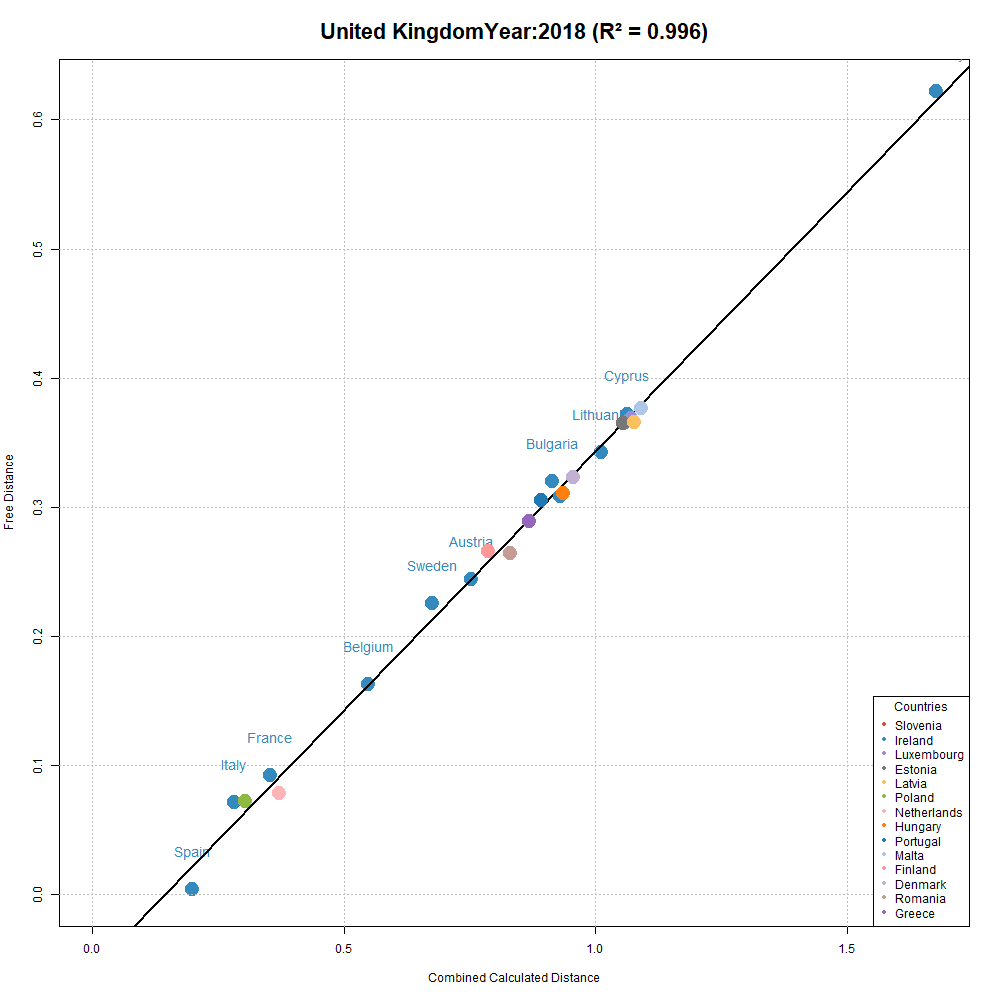 United KingdomYear:2018 (R² = 0.996)
0.6
0.5
0.4
0.3
0.2
0.1
0.0
Free Distance
Cyprus
Lithuan
Bulgaria
Austria
Sweden
Belgium
France
Italy
Spain
Countries
Slovenia
Ireland
Luxembourg
Estonia
Latvia
Poland
Netherlands
Hungary
Portugal
Malta
Finland
Denmark
Romania
Greece
0.0
0.5
1.0
1.5
Combined Calculated Distance